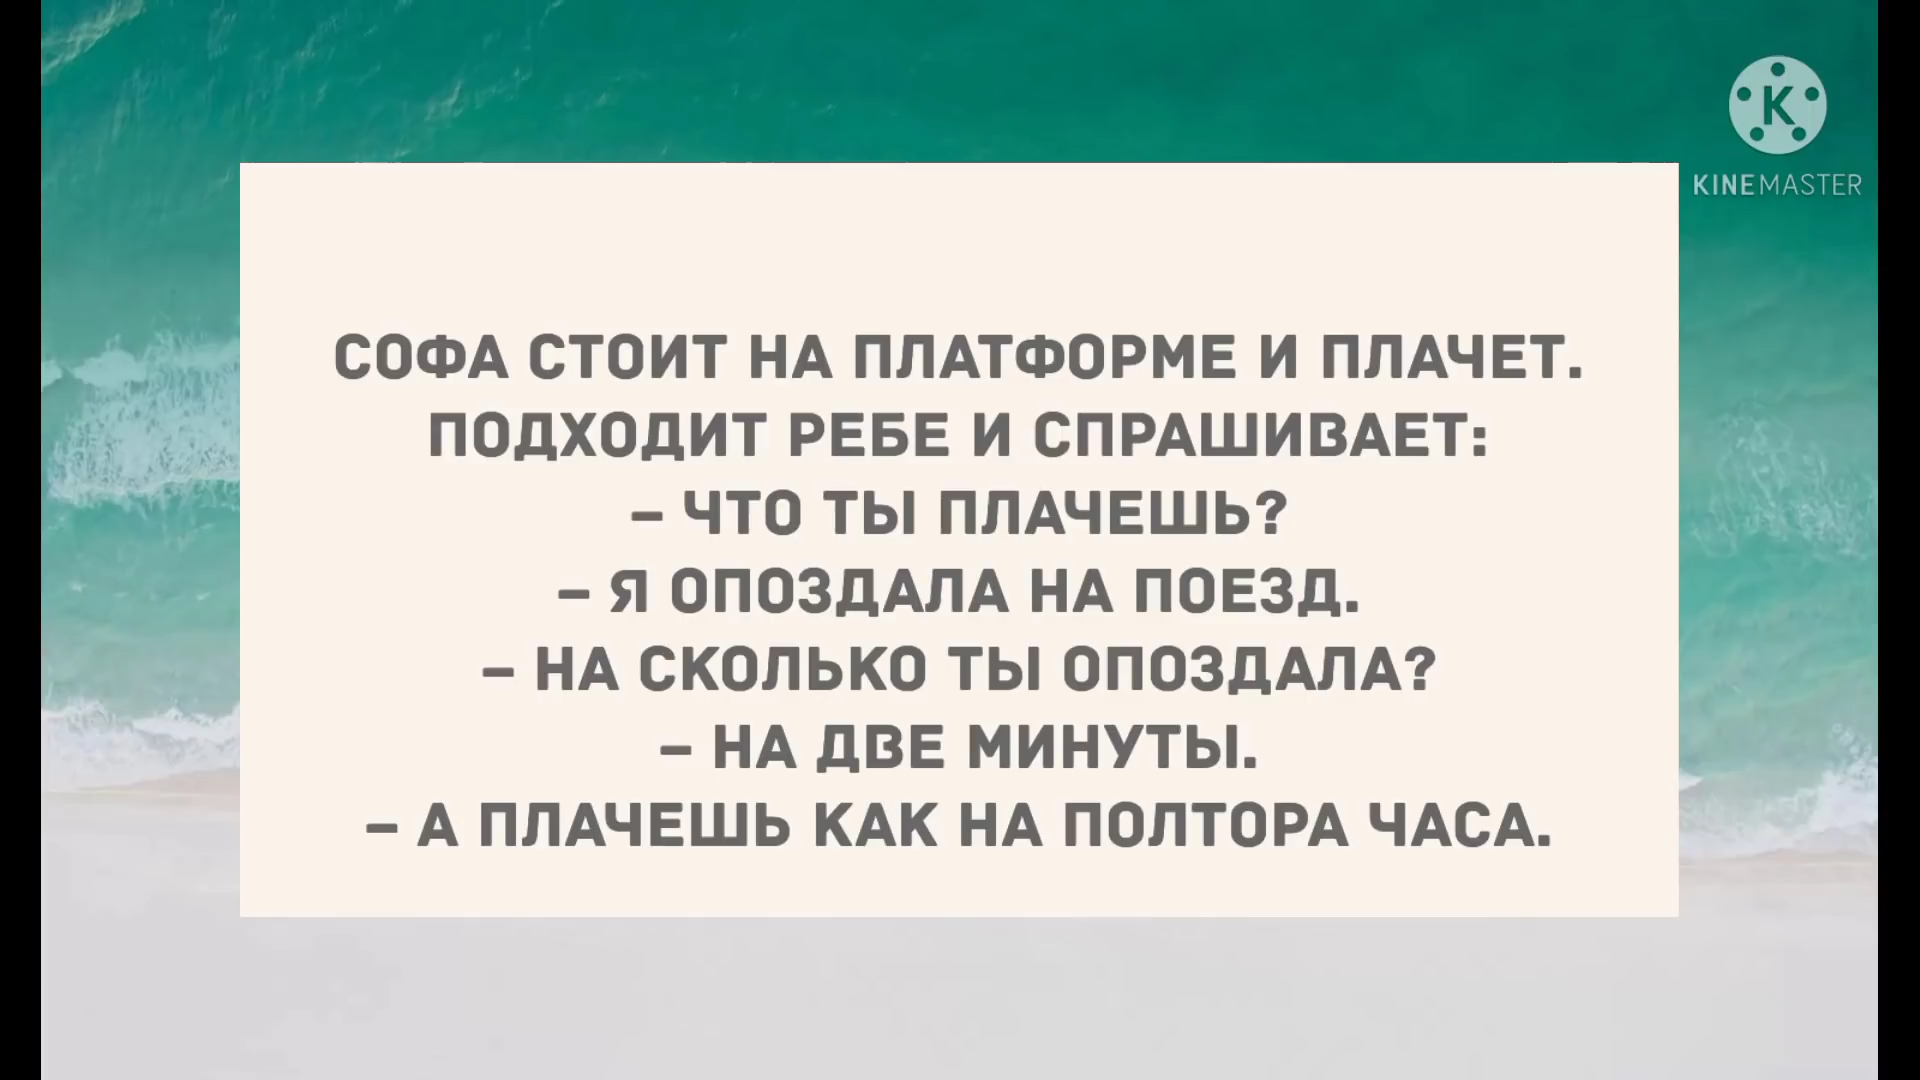 KINEMASTER
СОФА СТОИТ НА ПЛАТФОРМЕ И ПЛАЧЕТ.
ПОДХОДИТ РЕБЕ И СПРАШИВАЕТ:
– ЧТО ТЫ ПЛАЧЕШЬ?
– Я ОПОЗДАЛА НА ПОЕЗД.
– НА СКОЛЬКО ТЫ ОПОЗДАЛА?
– НА ДВЕ МИНУТЫ.
– А ПЛАЧЕШЬ КАК НА ПОЛТОРА ЧАСА.